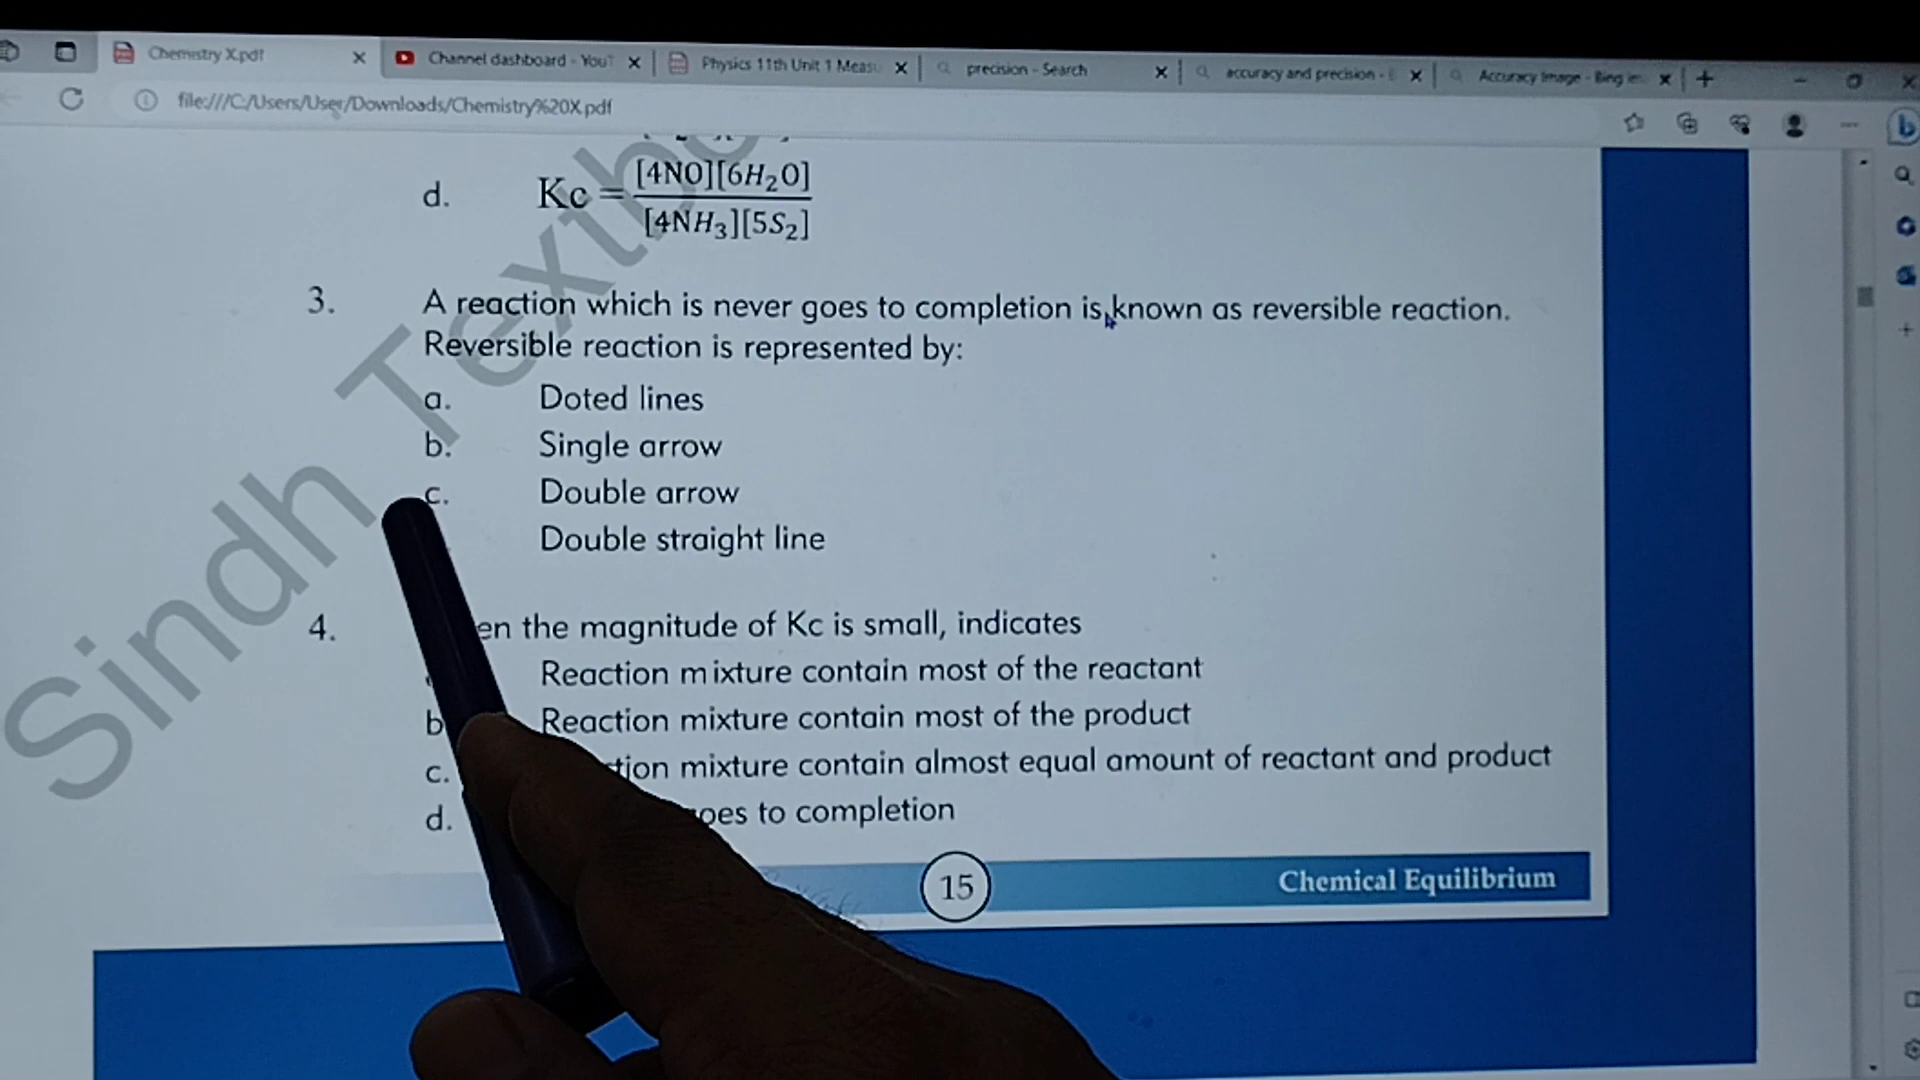 Chemistry X.pdf
Channel dashboard - YouT
Physics 11th Unit 1 Measu
precision - Search
accuracy and precision -
Accuracy Image - Bing
file:///C:/Users/User/Downloads/Chemistry%20X.pdf
d. Kc = [4NO][6H₂O]
[4NH₃][5S₂]
3. A reaction which is never goes to completion is known as reversible reaction.
Reversible reaction is represented by:
a. Doted lines
b. Single arrow
c. Double arrow
Double straight line
4. en the magnitude of Kc is small, indicates
Reaction mixture contain most of the reactant
b Reaction mixture contain most of the product
c. tion mixture contain almost equal amount of reactant and product
d. oes to completion
15
Chemical Equilibrium
Sindh Textbo